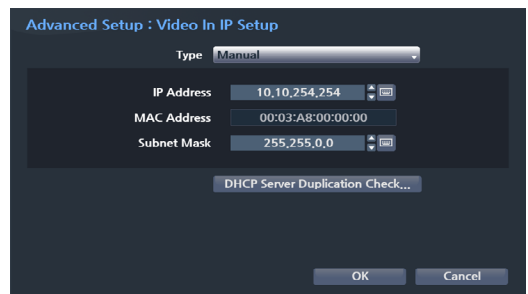 Advanced Setup : Video In IP Setup
Type Manual
IP Address 10,10,254,254
MAC Address 00:03:A8:00:00:00
Subnet Mask 255,255,0,0
DHCP Server Duplication Check...
OK Cancel